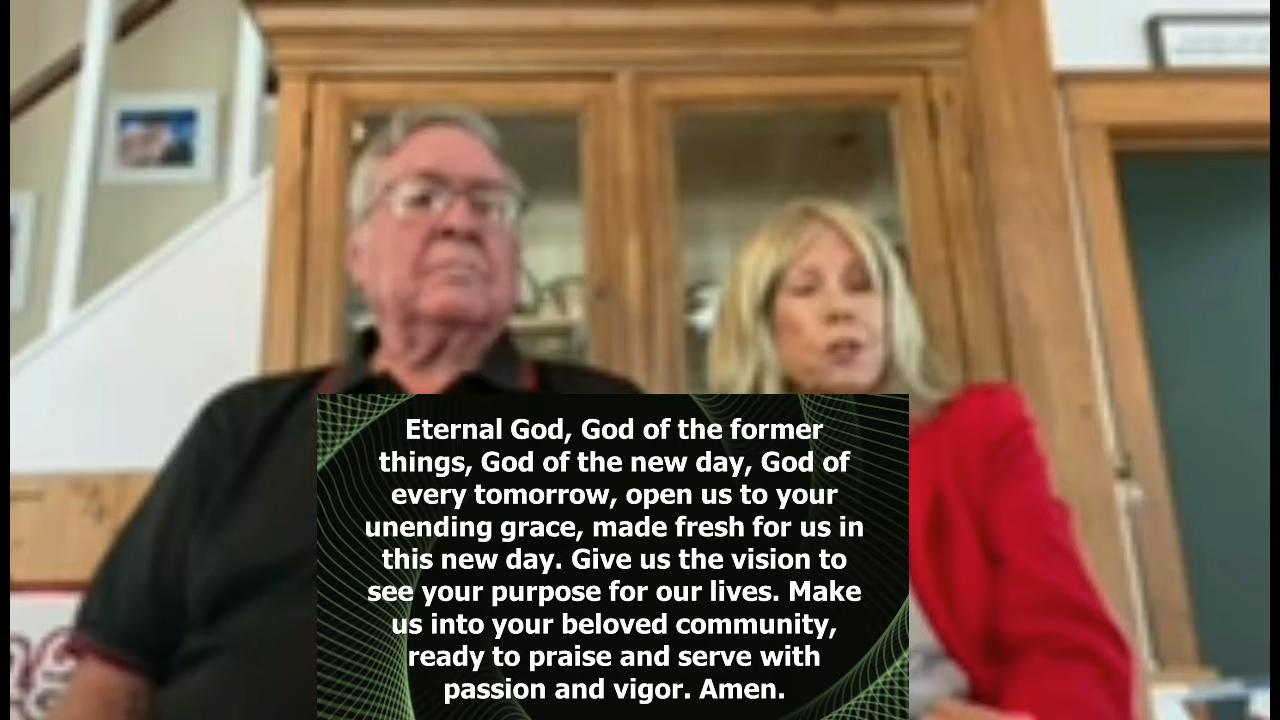 Eternal God, God of the former
things, God of the new day, God of
every tomorrow, open us to your
unending grace, made fresh for us in
this new day. Give us the vision to
see your purpose for our lives. Make
us into your beloved community,
ready to praise and serve with
passion and vigor. Amen.